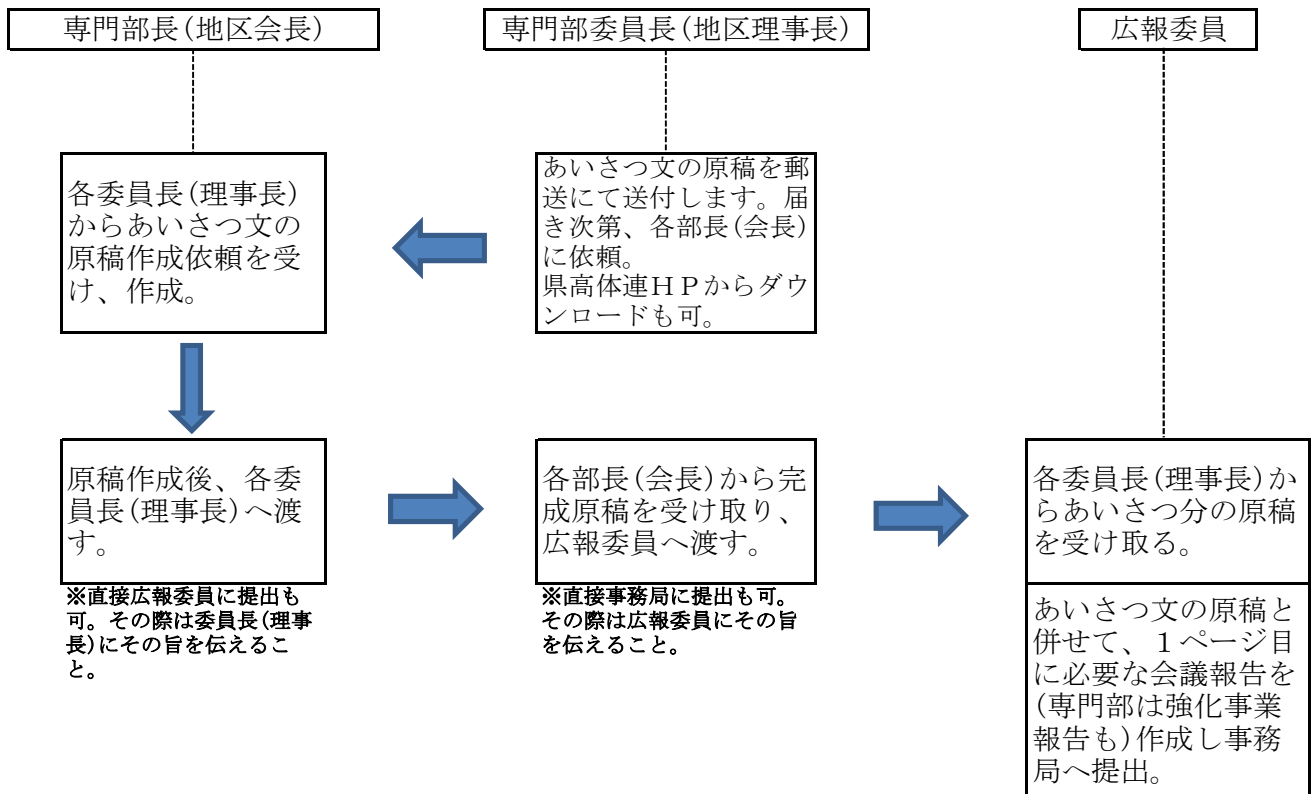 専門部長(地区会長)
専門部委員長(地区理事長)
広報委員
各委員長(理事長)
からあいさつ文の
原稿作成依頼を受
け、作成。
あいさつ文の原稿を郵
送にて送付します。届
き次第、各部長(会長)
に依頼。
県高体連ＨＰからダウ
ンロードも可。
原稿作成後、各委
員長(理事長)へ渡
す。
※直接広報委員に提出も
可。その際は委員長(理事
長)にその旨を伝えるこ
と。
各部長(会長)から完
成原稿を受け取り、
広報委員へ渡す。
※直接事務局に提出も可。
その際は広報委員にその旨
を伝えること。
各委員長(理事長)か
らあいさつ分の原稿
を受け取る。
あいさつ文の原稿と
併せて、１ページ目
に必要な会議報告を
(専門部は強化事業
報告も)作成し事務
局へ提出。